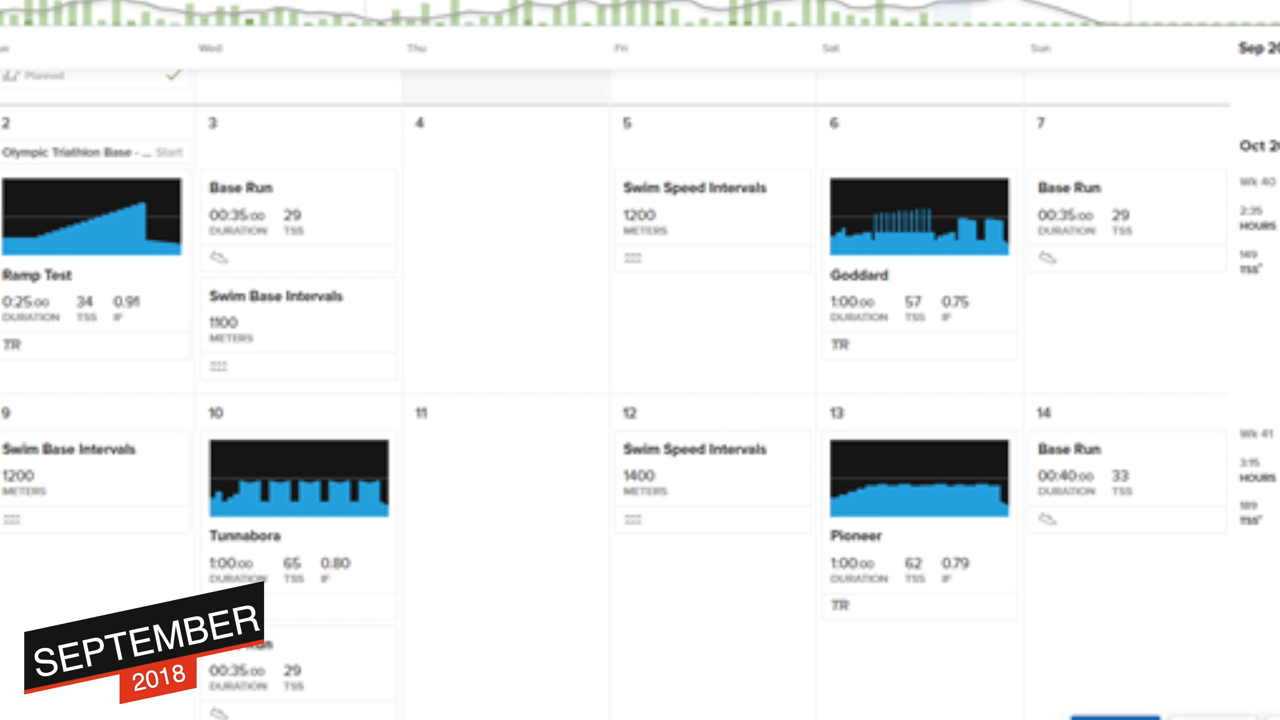 Wed Thu Fri Sat Sun Sep 20
Planned
2 3 4 5 6 7
Oct 20
Olympic Triathlon Base - ... Start
Wk 40
2:35
HOURS
149
TSS*
Ramp Test
0:25:00 34 0.91
DURATION TSS IF
TR
Base Run
00:35:00 29
DURATION TSS
Swim Base Intervals
1100
METERS
Swim Speed Intervals
1200
METERS
Goddard
1:00:00 57 0.75
DURATION TSS IF
TR
Base Run
00:35:00 29
DURATION TSS
9 10 11 12 13 14
Wk 41
3:15
HOURS
189
TSS*
Swim Base Intervals
1200
METERS
Tunnabora
1:00:00 65 0.80
DURATION TSS IF
00:35:00 29
DURATION TSS
Swim Speed Intervals
1400
METERS
Pioneer
1:00:00 62 0.79
DURATION TSS IF
TR
Base Run
00:40:00 33
DURATION TSS
SEPTEMBER
2018